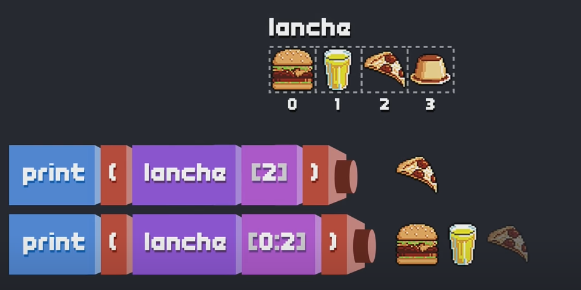 lanche
0 1 2 3
print ( lanche [2] )
print ( lanche [0:2] )